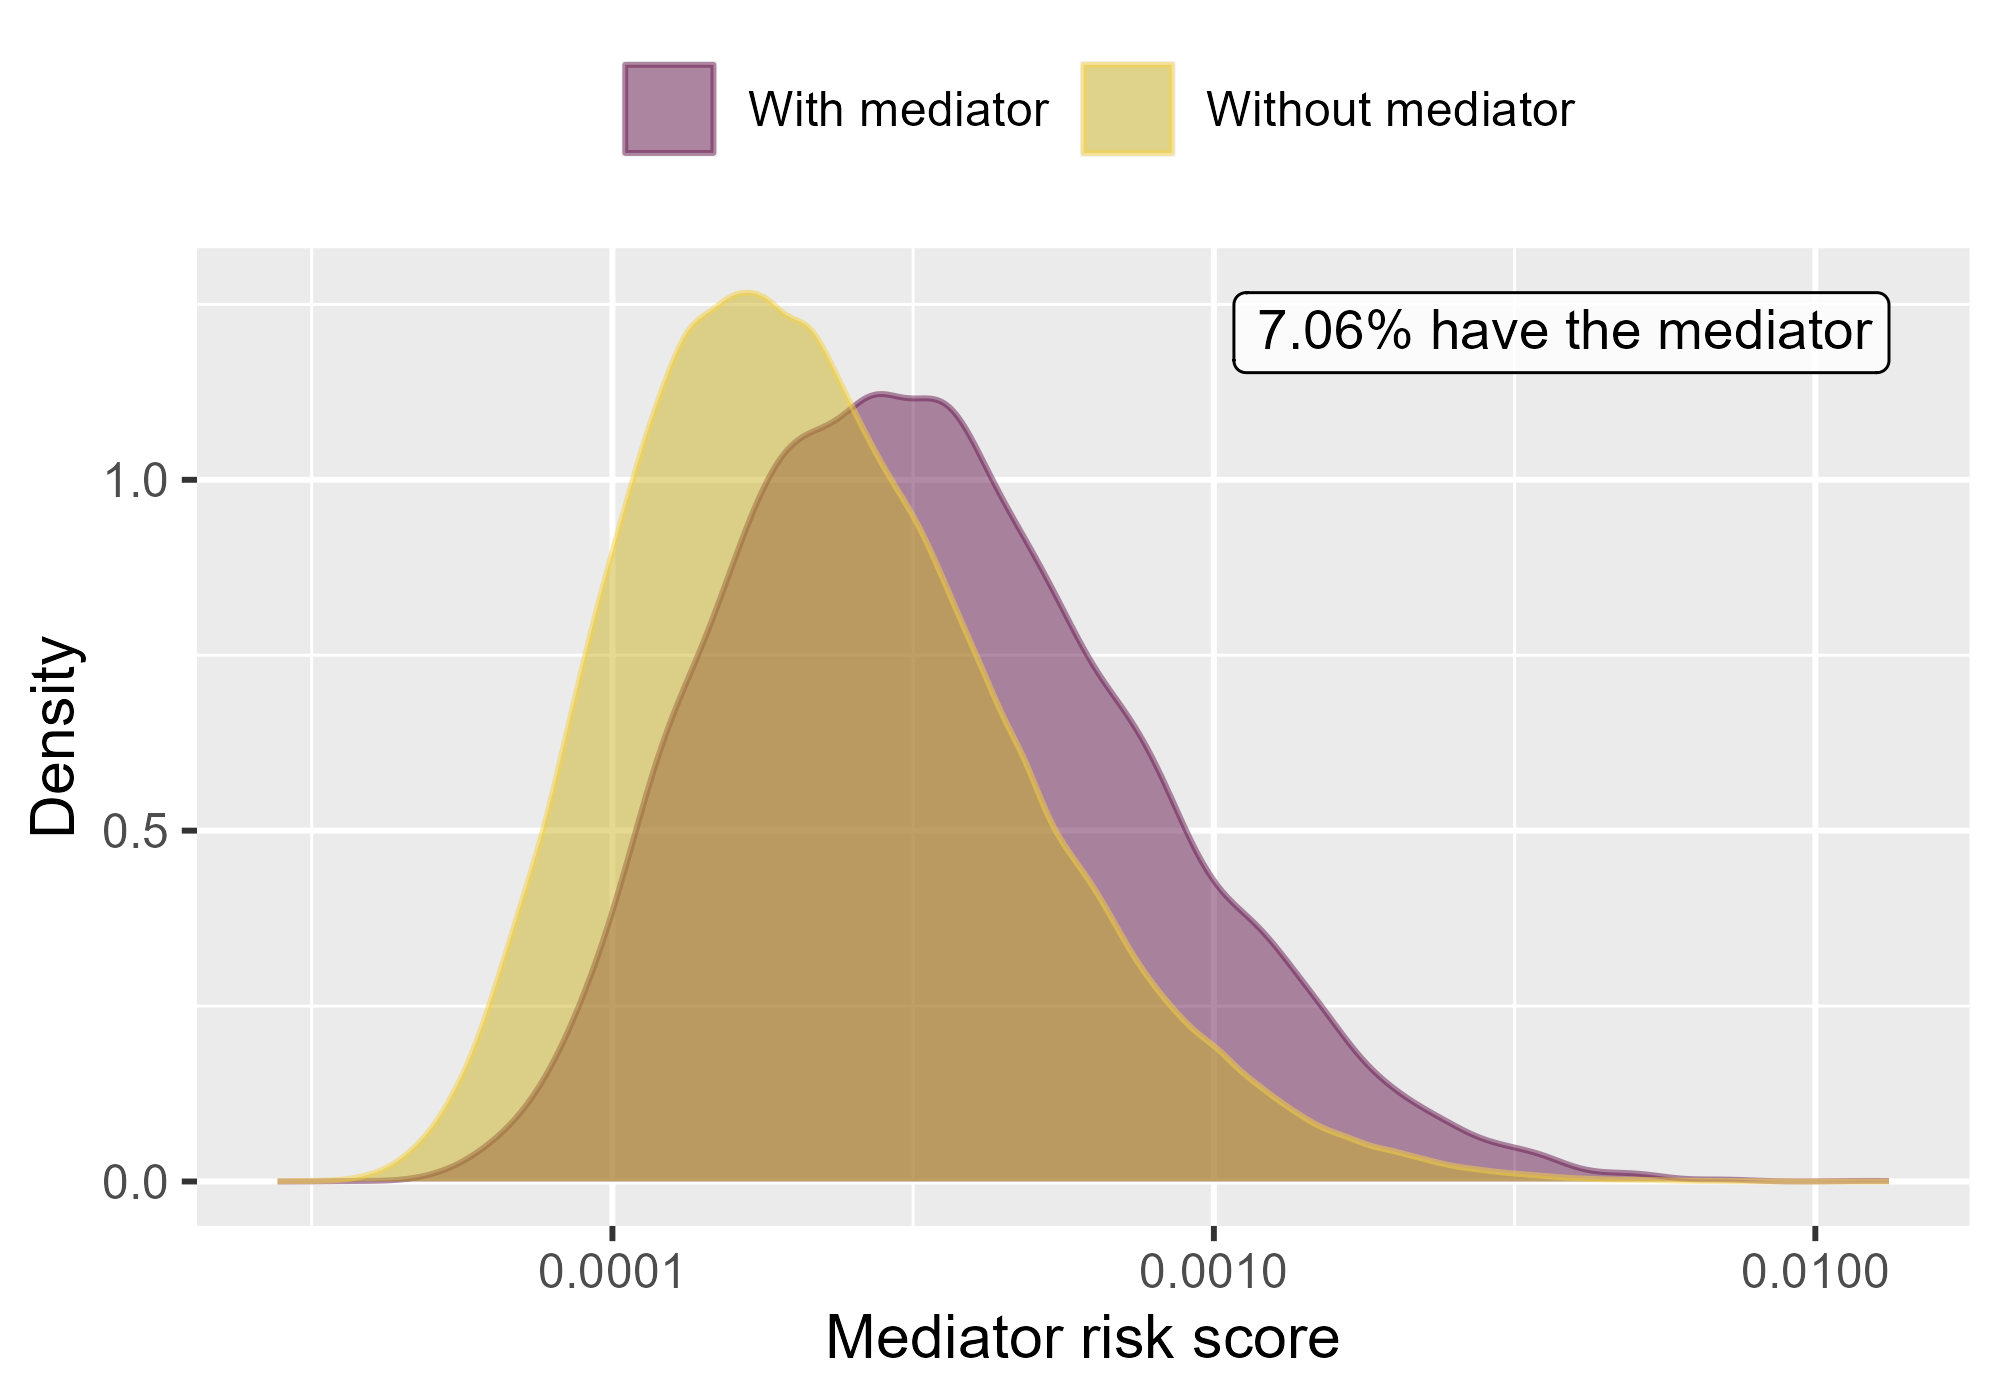 With mediator
Without mediator
7.06% have the mediator
Density
1.0
0.5
0.0
0.0001
0.0010
0.0100
Mediator risk score